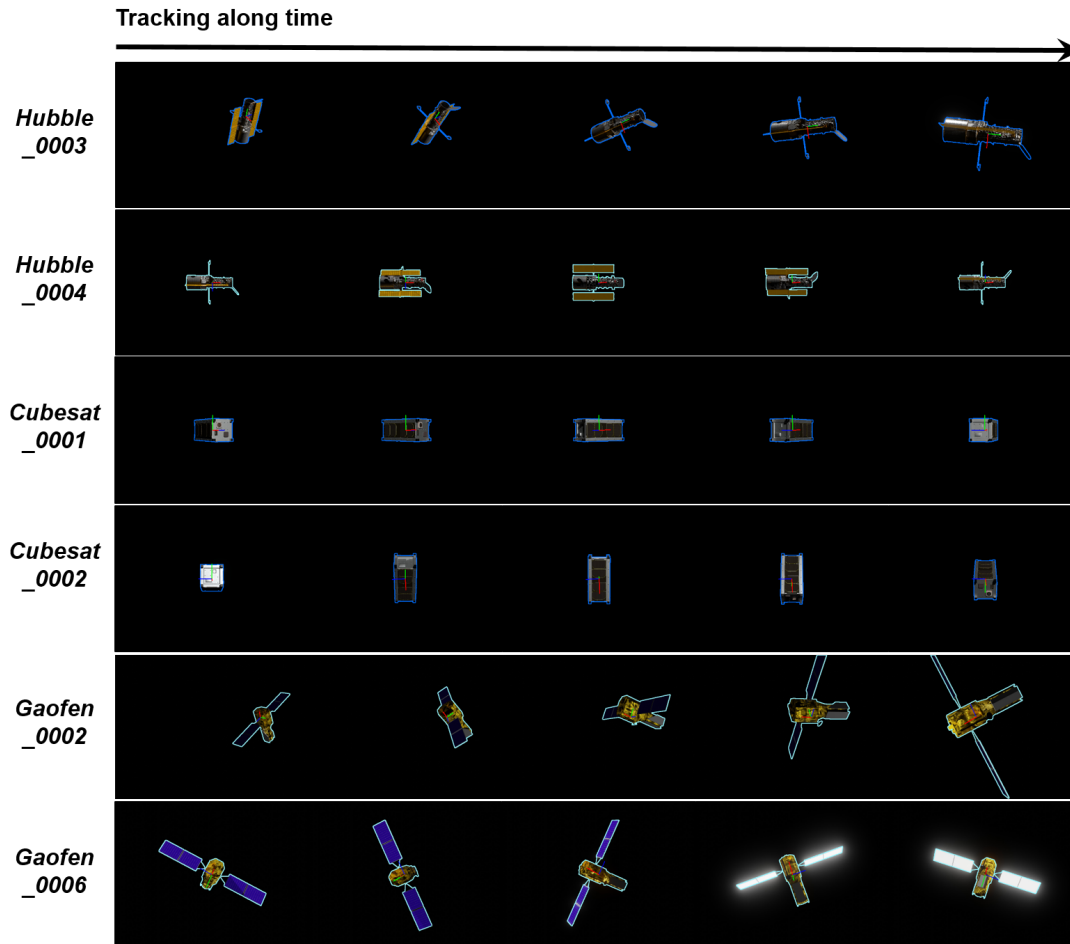 Tracking along time
Hubble
_0003
Hubble
_0004
Cubesat
_0001
Cubesat
_0002
Gaofen
_0002
Gaofen
_0006